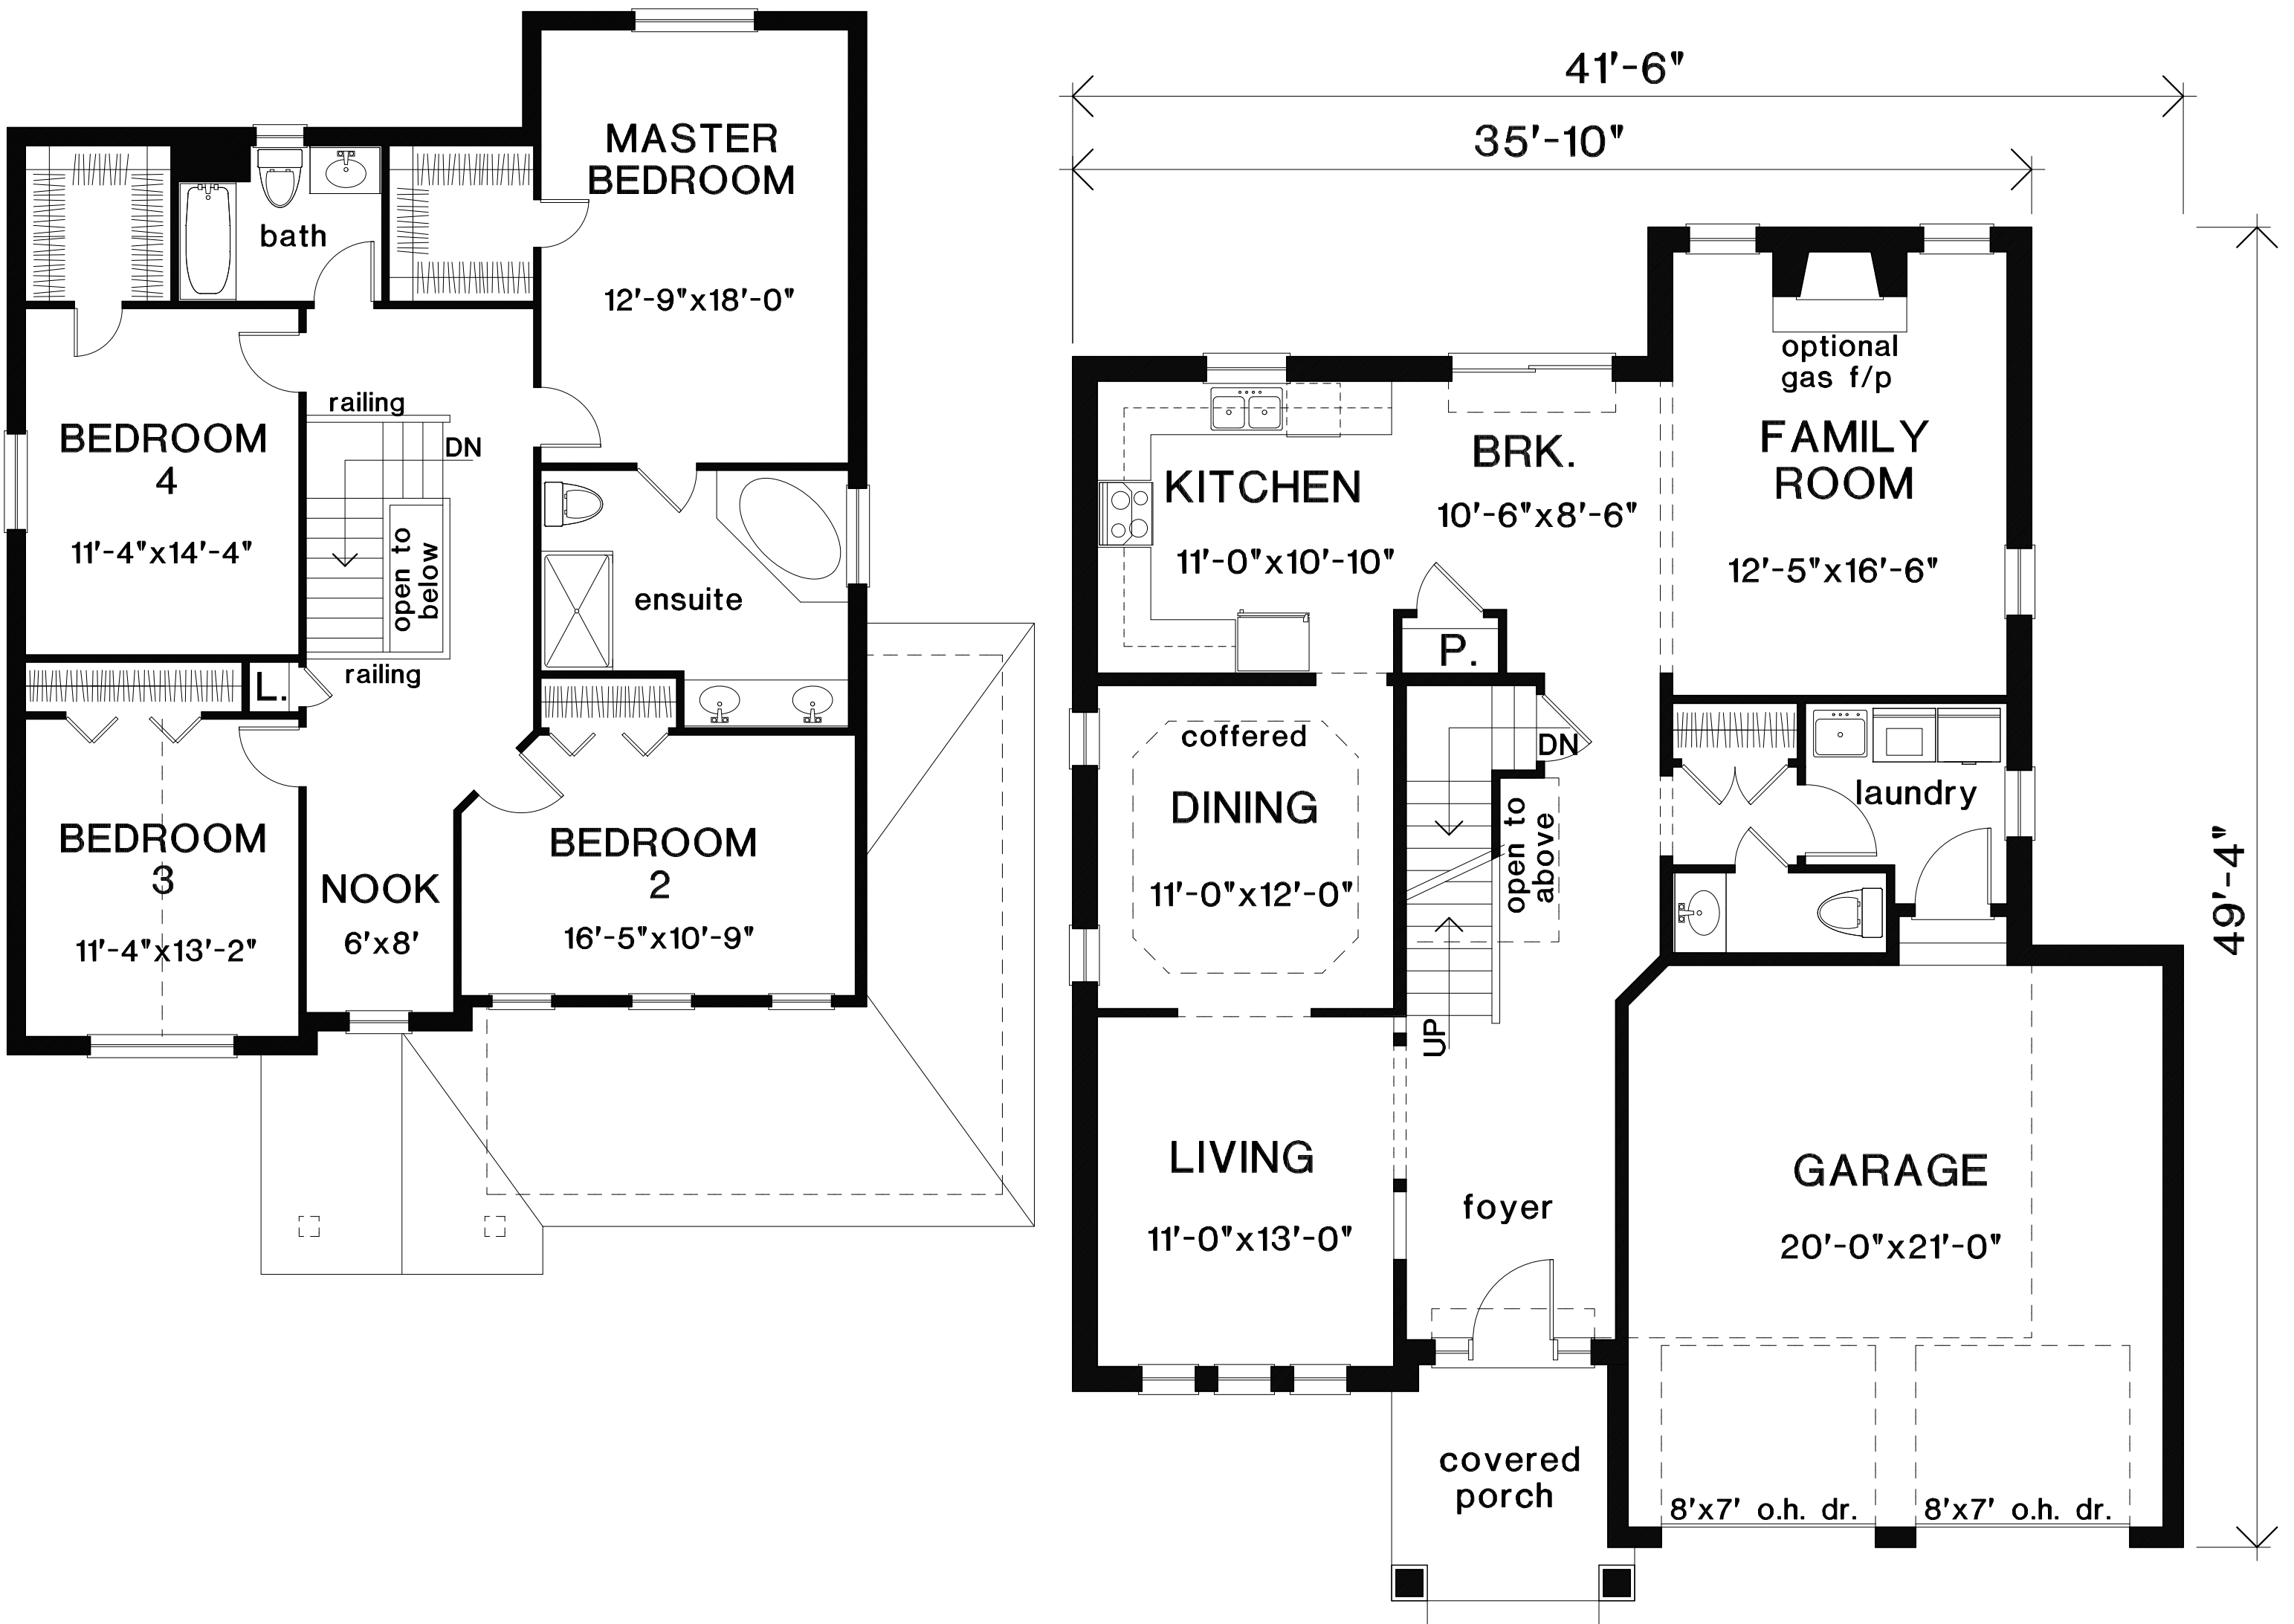 MASTER
BEDROOM
12'-9"x18'-0"
bath
railing
DN
BEDROOM
4
11'-4"x14'-4"
open to
below
ensuite
railing
L.
BEDROOM
3
11'-4"x13'-2"
NOOK
6'x8'
BEDROOM
2
16'-5"x10'-9"
41'-6"
35'-10"
49'-4"
optional
gas f/p
FAMILY
ROOM
12'-5"x16'-6"
BRK.
10'-6"x8'-6"
KITCHEN
11'-0"x10'-10"
P.
coffered
DINING
11'-0"x12'-0"
DN
open to
above
UP
laundry
LIVING
11'-0"x13'-0"
foyer
GARAGE
20'-0"x21'-0"
covered
porch
8'x7' o.h. dr.
8'x7' o.h. dr.